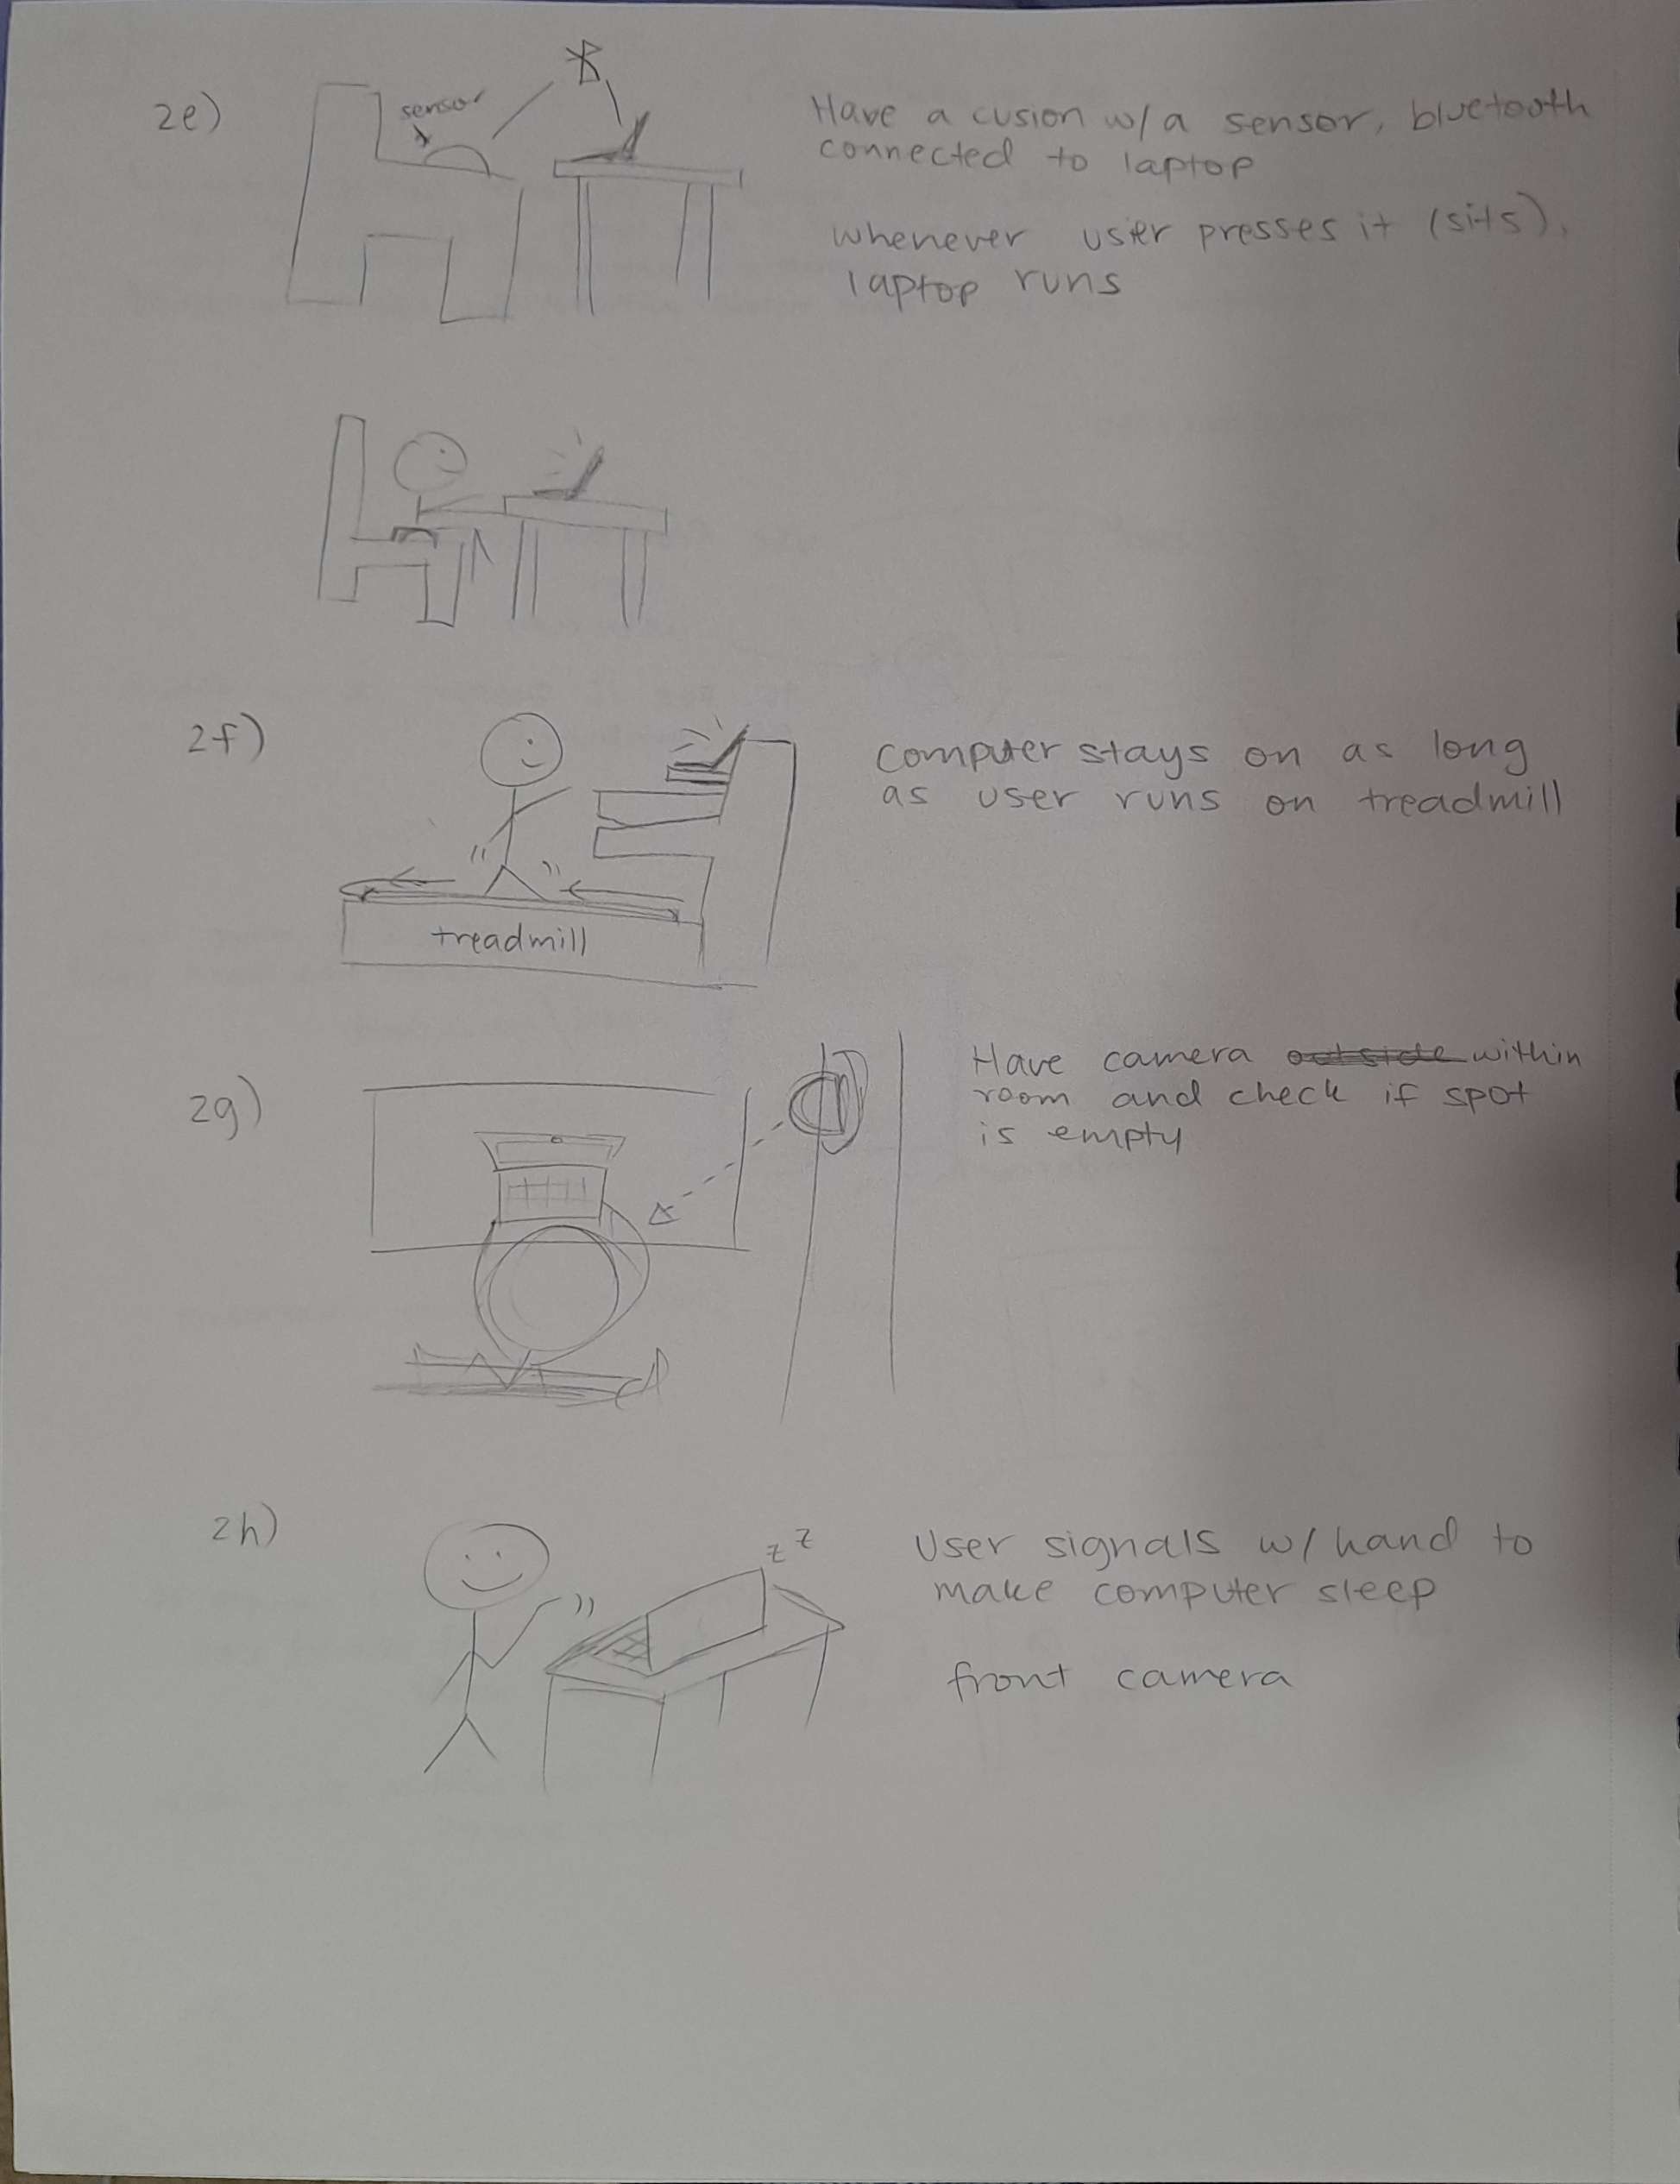 2e)
sensor
Have a cusion w/a sensor, bluetooth
connected to laptop
whenever user presses it (sits),
laptop runs
2f)
computer stays on as long
as user runs on treadmill
treadmill
2g)
Have camera outside within
room and check if spot
is empty
2h)
z z
User signals w/ hand to
make computer sleep
front camera